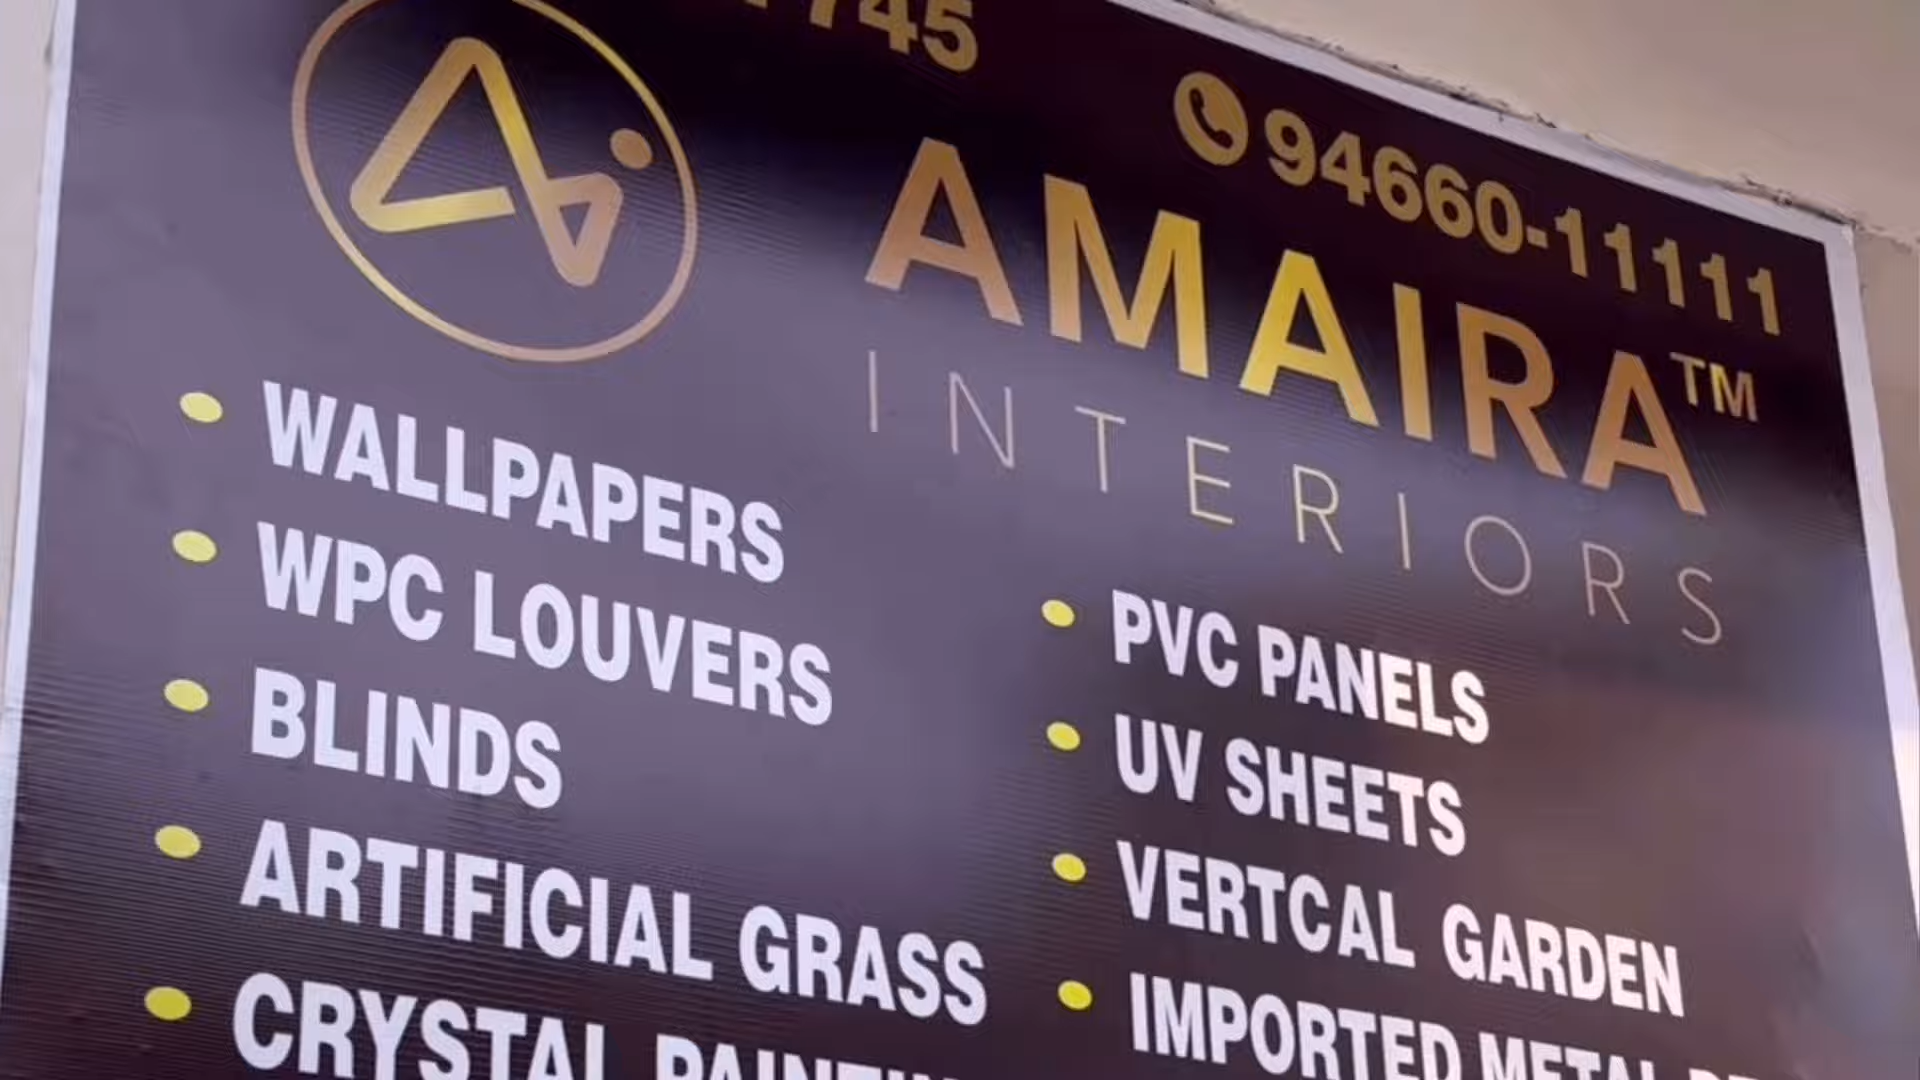 745
94660-11111
AMAIRA™
INTERIORS
• WALLPAPERS
• WPC LOUVERS
• BLINDS
• ARTIFICIAL GRASS
• CRYSTAL
• PVC PANELS
• UV SHEETS
• VERTCAL GARDEN
• IMPORTED METAL